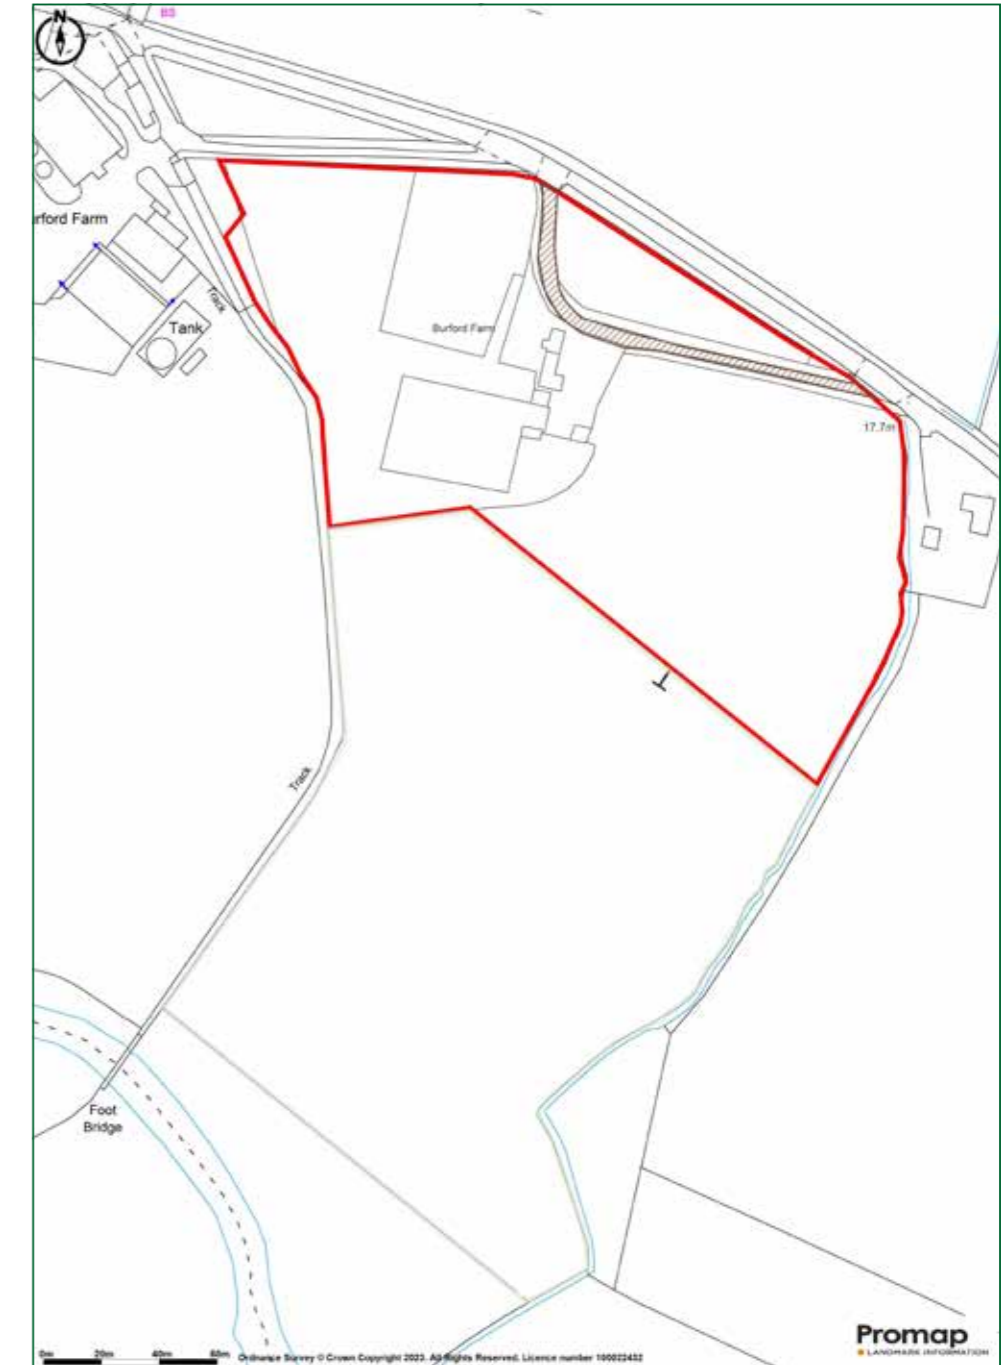 N
BS
rford Farm
Track
Tank
Burford Farm
17.7m
Track
Foot
Bridge
0m 20m 40m 60m
Ordnance Survey © Crown Copyright 2023. All Rights Reserved. Licence number 100022432
Promap
LANDMARK INFORMATION